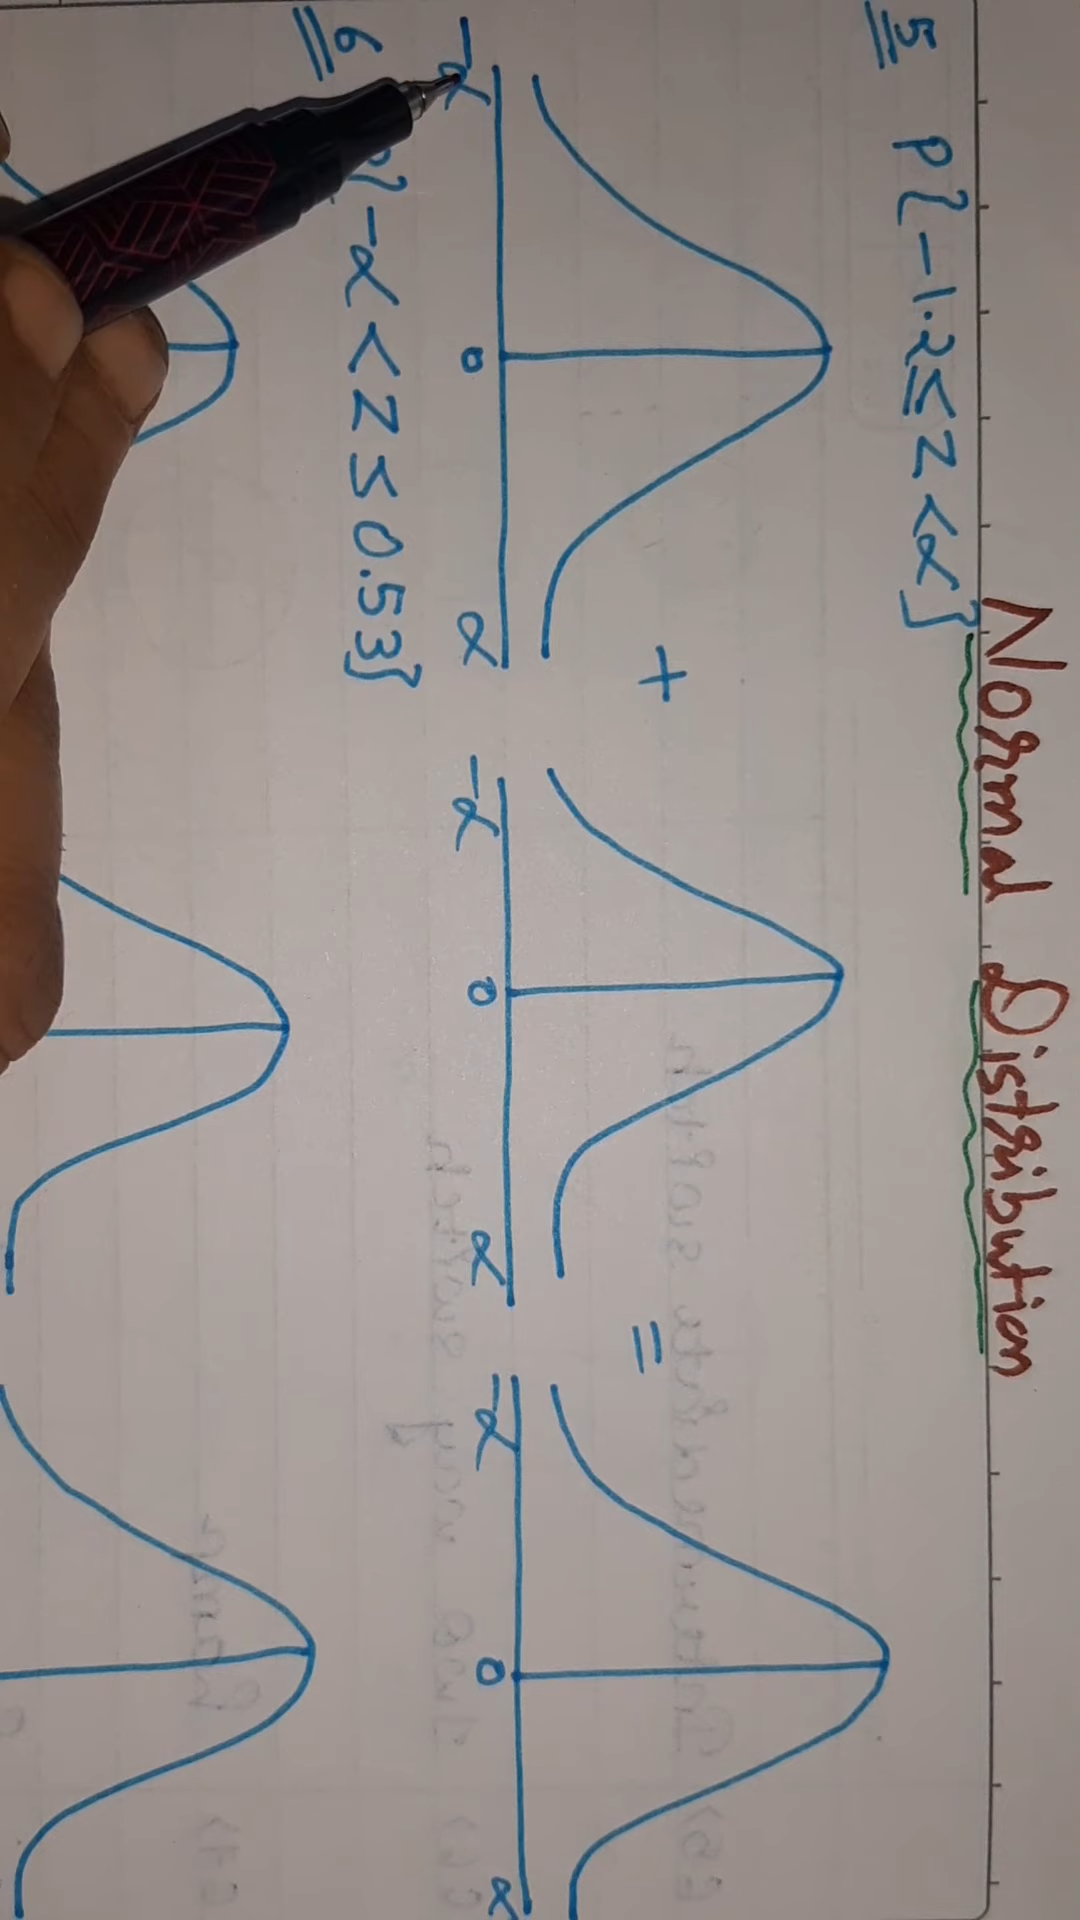 Normal Distribution
5 P{-1.2≤Z<α}
+ =
-α 0 α -α 0 α -α 0 α
6 P{-α<Z≤0.53}